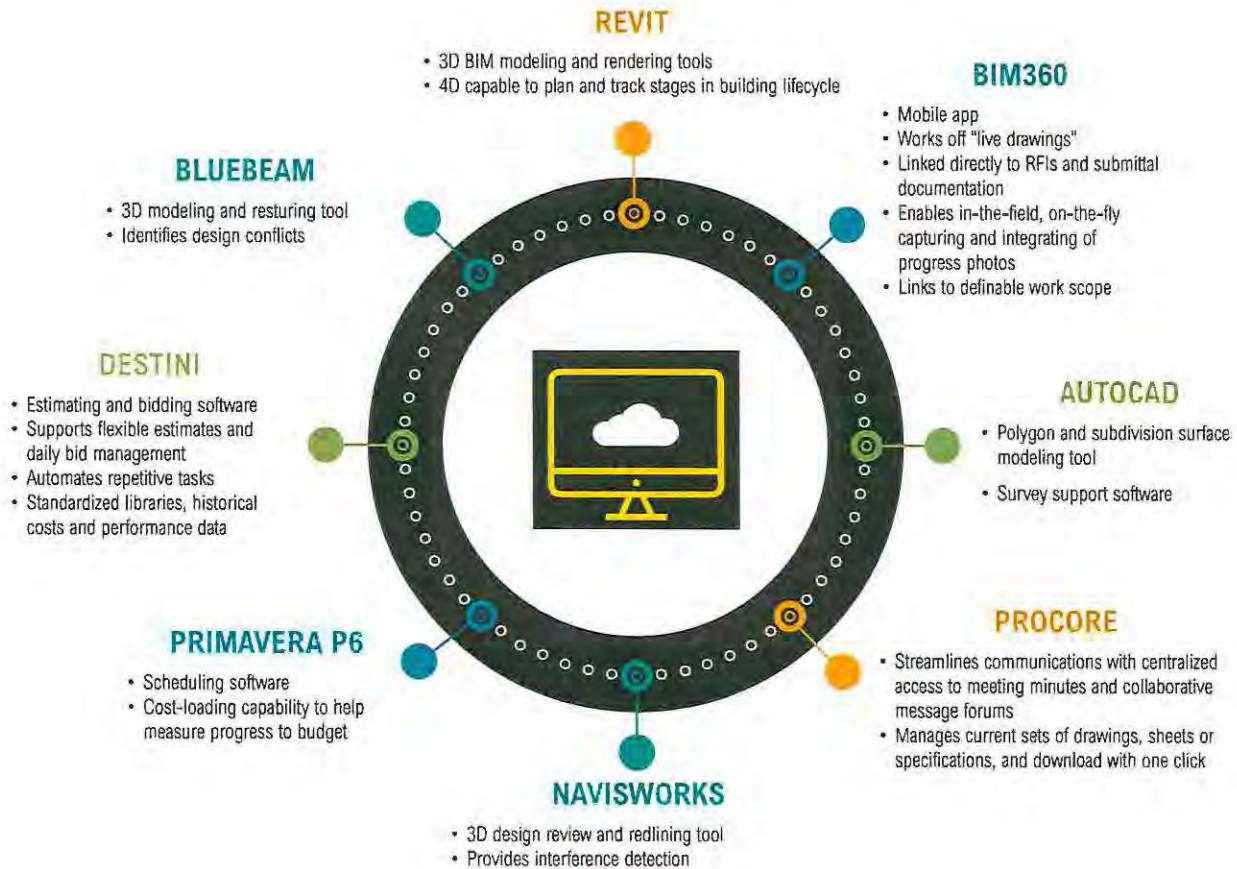 REVIT
• 3D BIM modeling and rendering tools
• 4D capable to plan and track stages in building lifecycle
BIM360
• Mobile app
• Works off "live drawings"
• Linked directly to RFIs and submittal
documentation
• Enables in-the-field, on-the-fly
capturing and integrating of
progress photos
• Links to definable work scope
AUTOCAD
• Polygon and subdivision surface
modeling tool
• Survey support software
PROCORE
• Streamlines communications with centralized
access to meeting minutes and collaborative
message forums
• Manages current sets of drawings, sheets or
specifications, and download with one click
NAVISWORKS
• 3D design review and redlining tool
• Provides interference detection
PRIMAVERA P6
• Scheduling software
• Cost-loading capability to help
measure progress to budget
DESTINI
• Estimating and bidding software
• Supports flexible estimates and
daily bid management
• Automates repetitive tasks
• Standardized libraries, historical
costs and performance data
BLUEBEAM
• 3D modeling and resturing tool
• Identifies design conflicts